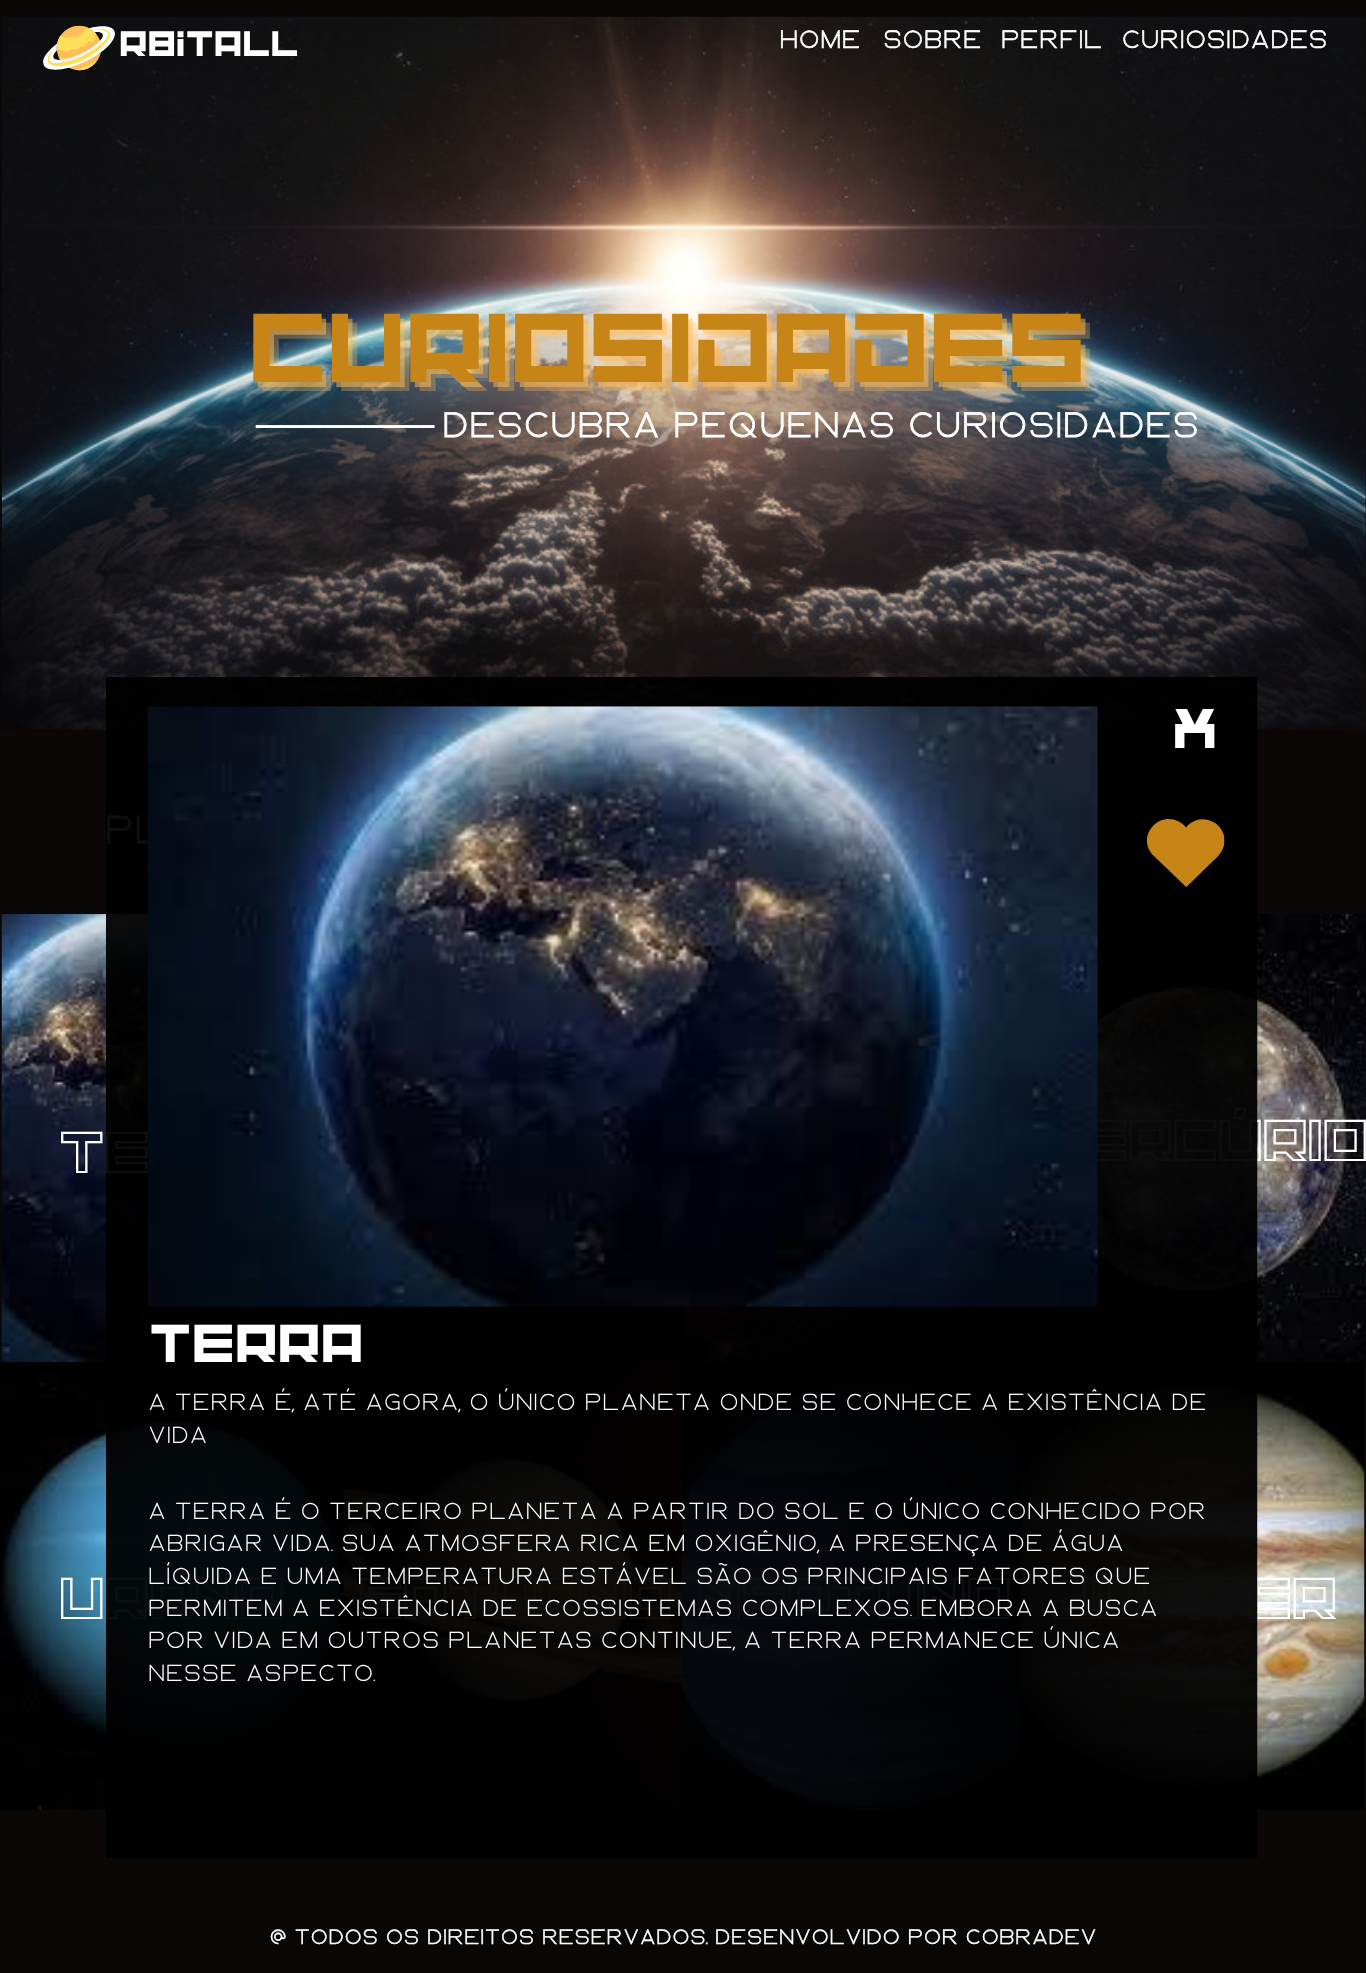 RBITALL
HOME SOBRE PERFIL CURIOSIDADES
CURIOSIDADES
DESCUBRA PEQUENAS CURIOSIDADES
X
PL
TE
ERCÚRIO
TERRA
A TERRA É, ATÉ AGORA, O ÚNICO PLANETA ONDE SE CONHECE A EXISTÊNCIA DE
VIDA
A TERRA É O TERCEIRO PLANETA A PARTIR DO SOL E O ÚNICO CONHECIDO POR
ABRIGAR VIDA. SUA ATMOSFERA RICA EM OXIGÊNIO, A PRESENÇA DE ÁGUA
LÍQUIDA E UMA TEMPERATURA ESTÁVEL SÃO OS PRINCIPAIS FATORES QUE
PERMITEM A EXISTÊNCIA DE ECOSSISTEMAS COMPLEXOS. EMBORA A BUSCA
POR VIDA EM OUTROS PLANETAS CONTINUE, A TERRA PERMANECE ÚNICA
NESSE ASPECTO.
U
ER
@ TODOS OS DIREITOS RESERVADOS. DESENVOLVIDO POR COBRADEV